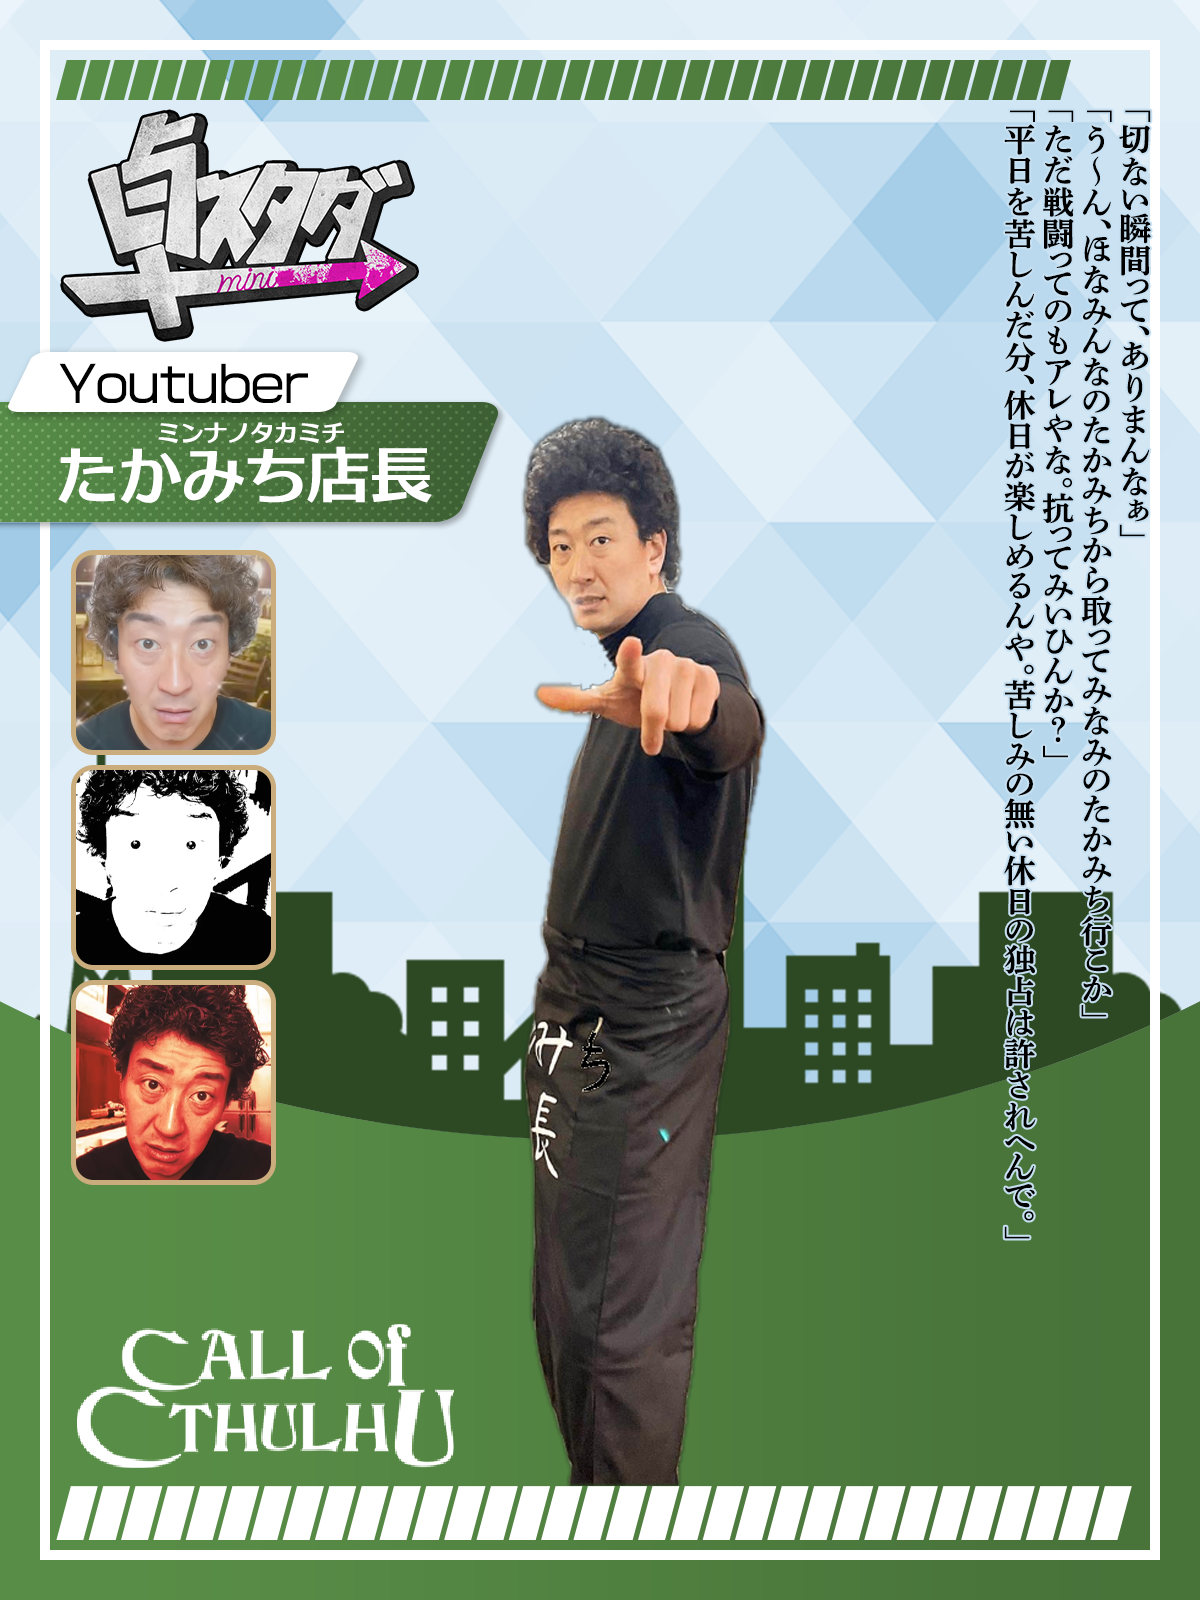 卓スタダ
mini
Youtuber
ミンナノタカミチ
たかみち店長
「切ない瞬間って、ありまんなぁ」
「う～ん、ほなみんなのたかみちから取ってみなみのたかみち行こか」
「ただ戦闘ってのもアレやな。抗ってみいひんか？」
「平日を苦しんだ分、休日が楽しめるんや。苦しみの無い休日の独占は許されへんで。」
みち
長
CALL of
CTHULHU